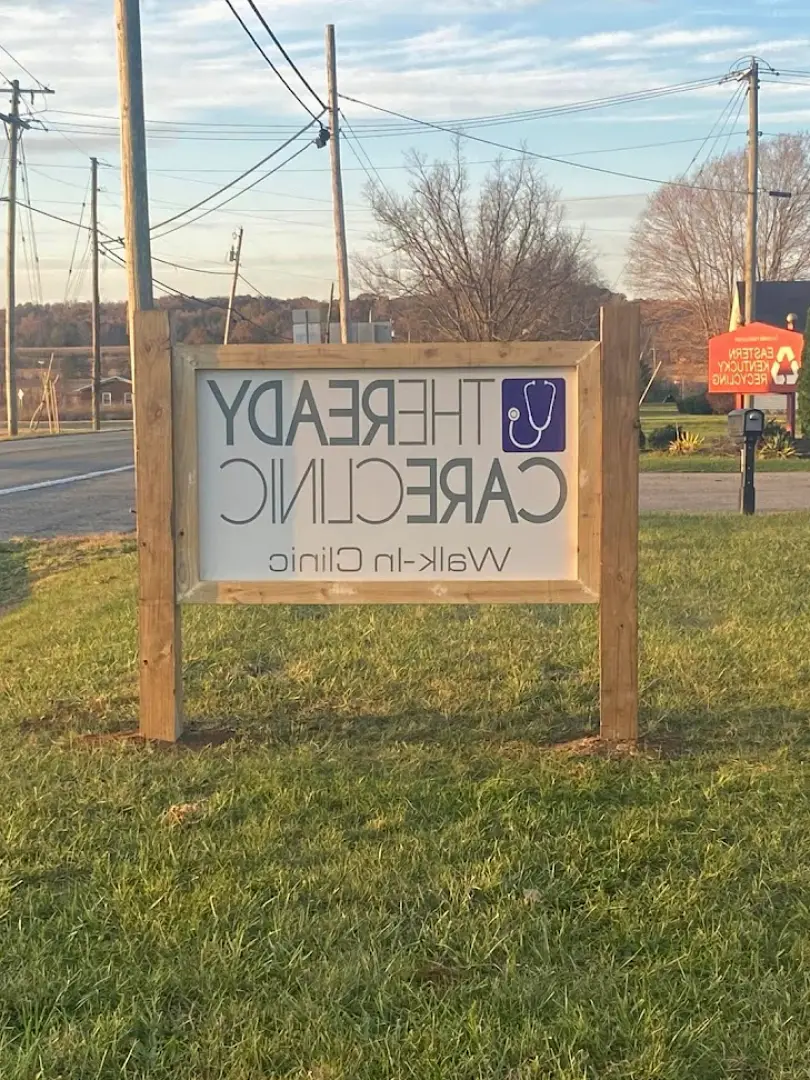 THEREADY
CARECLINIC
Walk-In Clinic
EASTERN
KENTUCKY
RECYCLING